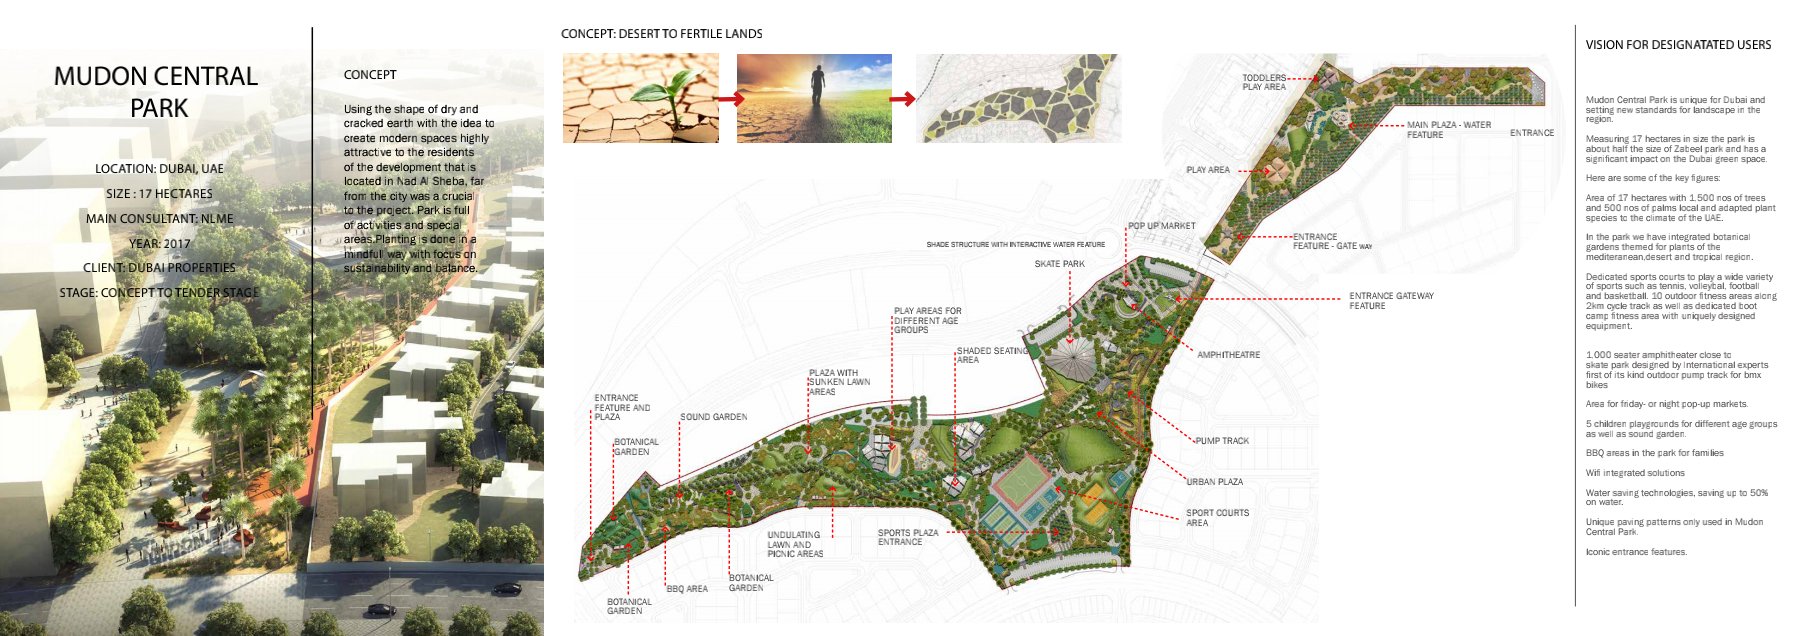 MUDON CENTRAL
PARK
LOCATION: DUBAI, UAE
SIZE : 17 HECTARES
MAIN CONSULTANT: NLME
YEAR: 2017
CLIENT: DUBAI PROPERTIES
STAGE: CONCEPT TO TENDER STAGE
CONCEPT
Using the shape of dry and
cracked earth with the idea to
create modern spaces highly
attractive to the residents
of the development that is
located in Nad Al Sheba, far
from the city was a crucial
to the project. Park is full
of activities and special
areas.Planting is done in a
mindful way with focus on
sustainability and balance.
CONCEPT: DESERT TO FERTILE LANDS
TODDLERS
PLAY AREA
MAIN PLAZA - WATER
FEATURE
ENTRANCE
PLAY AREA
POP UP MARKET
ENTRANCE
FEATURE - GATE WAY
SHADE STRUCTURE WITH INTERACTIVE WATER FEATURE
SKATE PARK
ENTRANCE GATEWAY
FEATURE
PLAY AREAS FOR
DIFFERENT AGE
GROUPS
SHADED SEATING
AREA
AMPHITHEATRE
PLAZA WITH
SUNKEN LAWN
AREAS
ENTRANCE
FEATURE AND
PLAZA
SOUND GARDEN
BOTANICAL
GARDEN
PUMP TRACK
URBAN PLAZA
SPORT COURTS
AREA
UNDULATING
LAWN AND
PICNIC AREAS
SPORTS PLAZA
ENTRANCE
BOTANICAL
GARDEN
BBQ AREA
BOTANICAL
GARDEN
VISION FOR DESIGNATATED USERS
Mudon Central Park is unique for Dubai and
setting new standards for landscape in the
region.
Measuring 17 hectares in size the park is
about half the size of Zabeel park and has a
significant impact on the Dubai green space.
Here are some of the key figures:
Area of 17 hectares with 1.500 nos of trees
and 500 nos of palms local and adapted plant
species to the climate of the UAE.
In the park we have integrated botanical
gardens themed for plants of the
mediteranean,desert and tropical region.
Dedicated sports courts to play a wide variety
of sports such as tennis, volleybal, football
and basketball. 10 outdoor fitness areas along
2km cycle track as well as dedicated boot
camp fitness area with uniquely designed
equipment.
1.000 seater amphitheater close to
skate park designed by International experts
first of its kind outdoor pump track for bmx
bikes
Area for friday- or night pop-up markets.
5 children playgrounds for different age groups
as well as sound garden.
BBQ areas in the park for families
Wifi integrated solutions
Water saving technologies, saving up to 50%
on water.
Unique paving patterns only used in Mudon
Central Park.
Iconic entrance features.